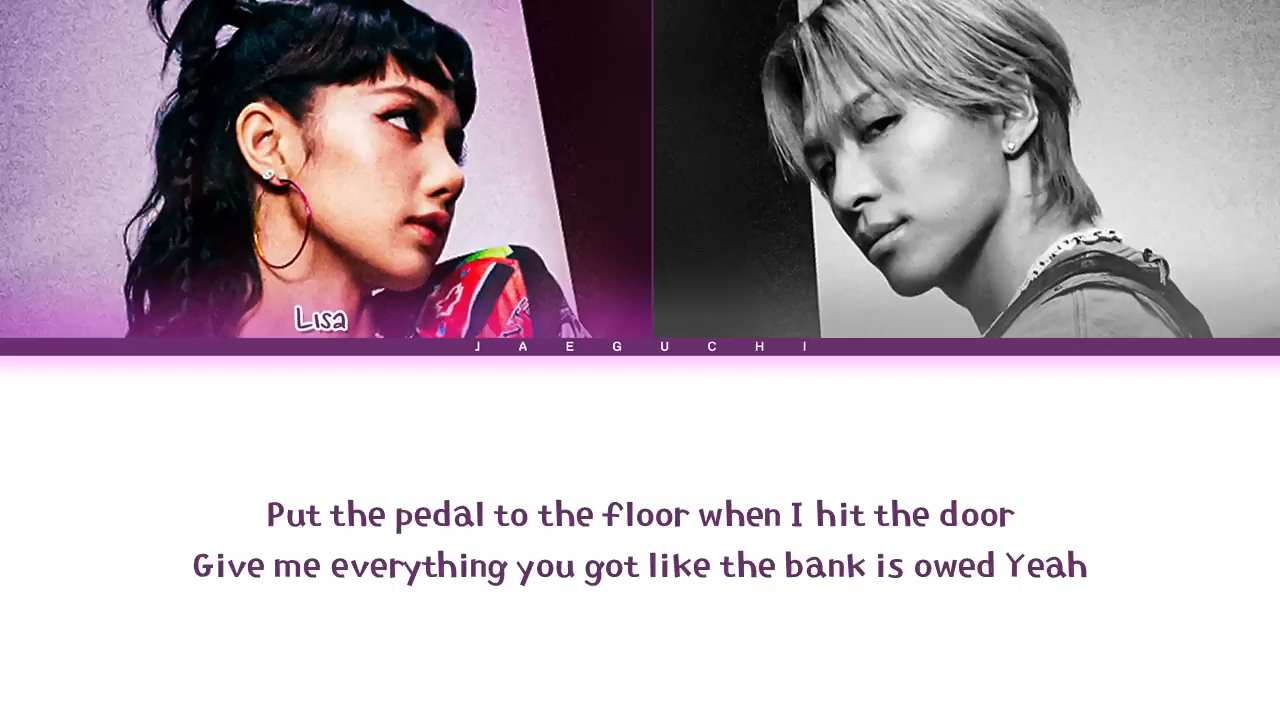 Lisa
JAEGUCHI
Put the pedal to the floor when I hit the door
Give me everything you got like the bank is owed Yeah